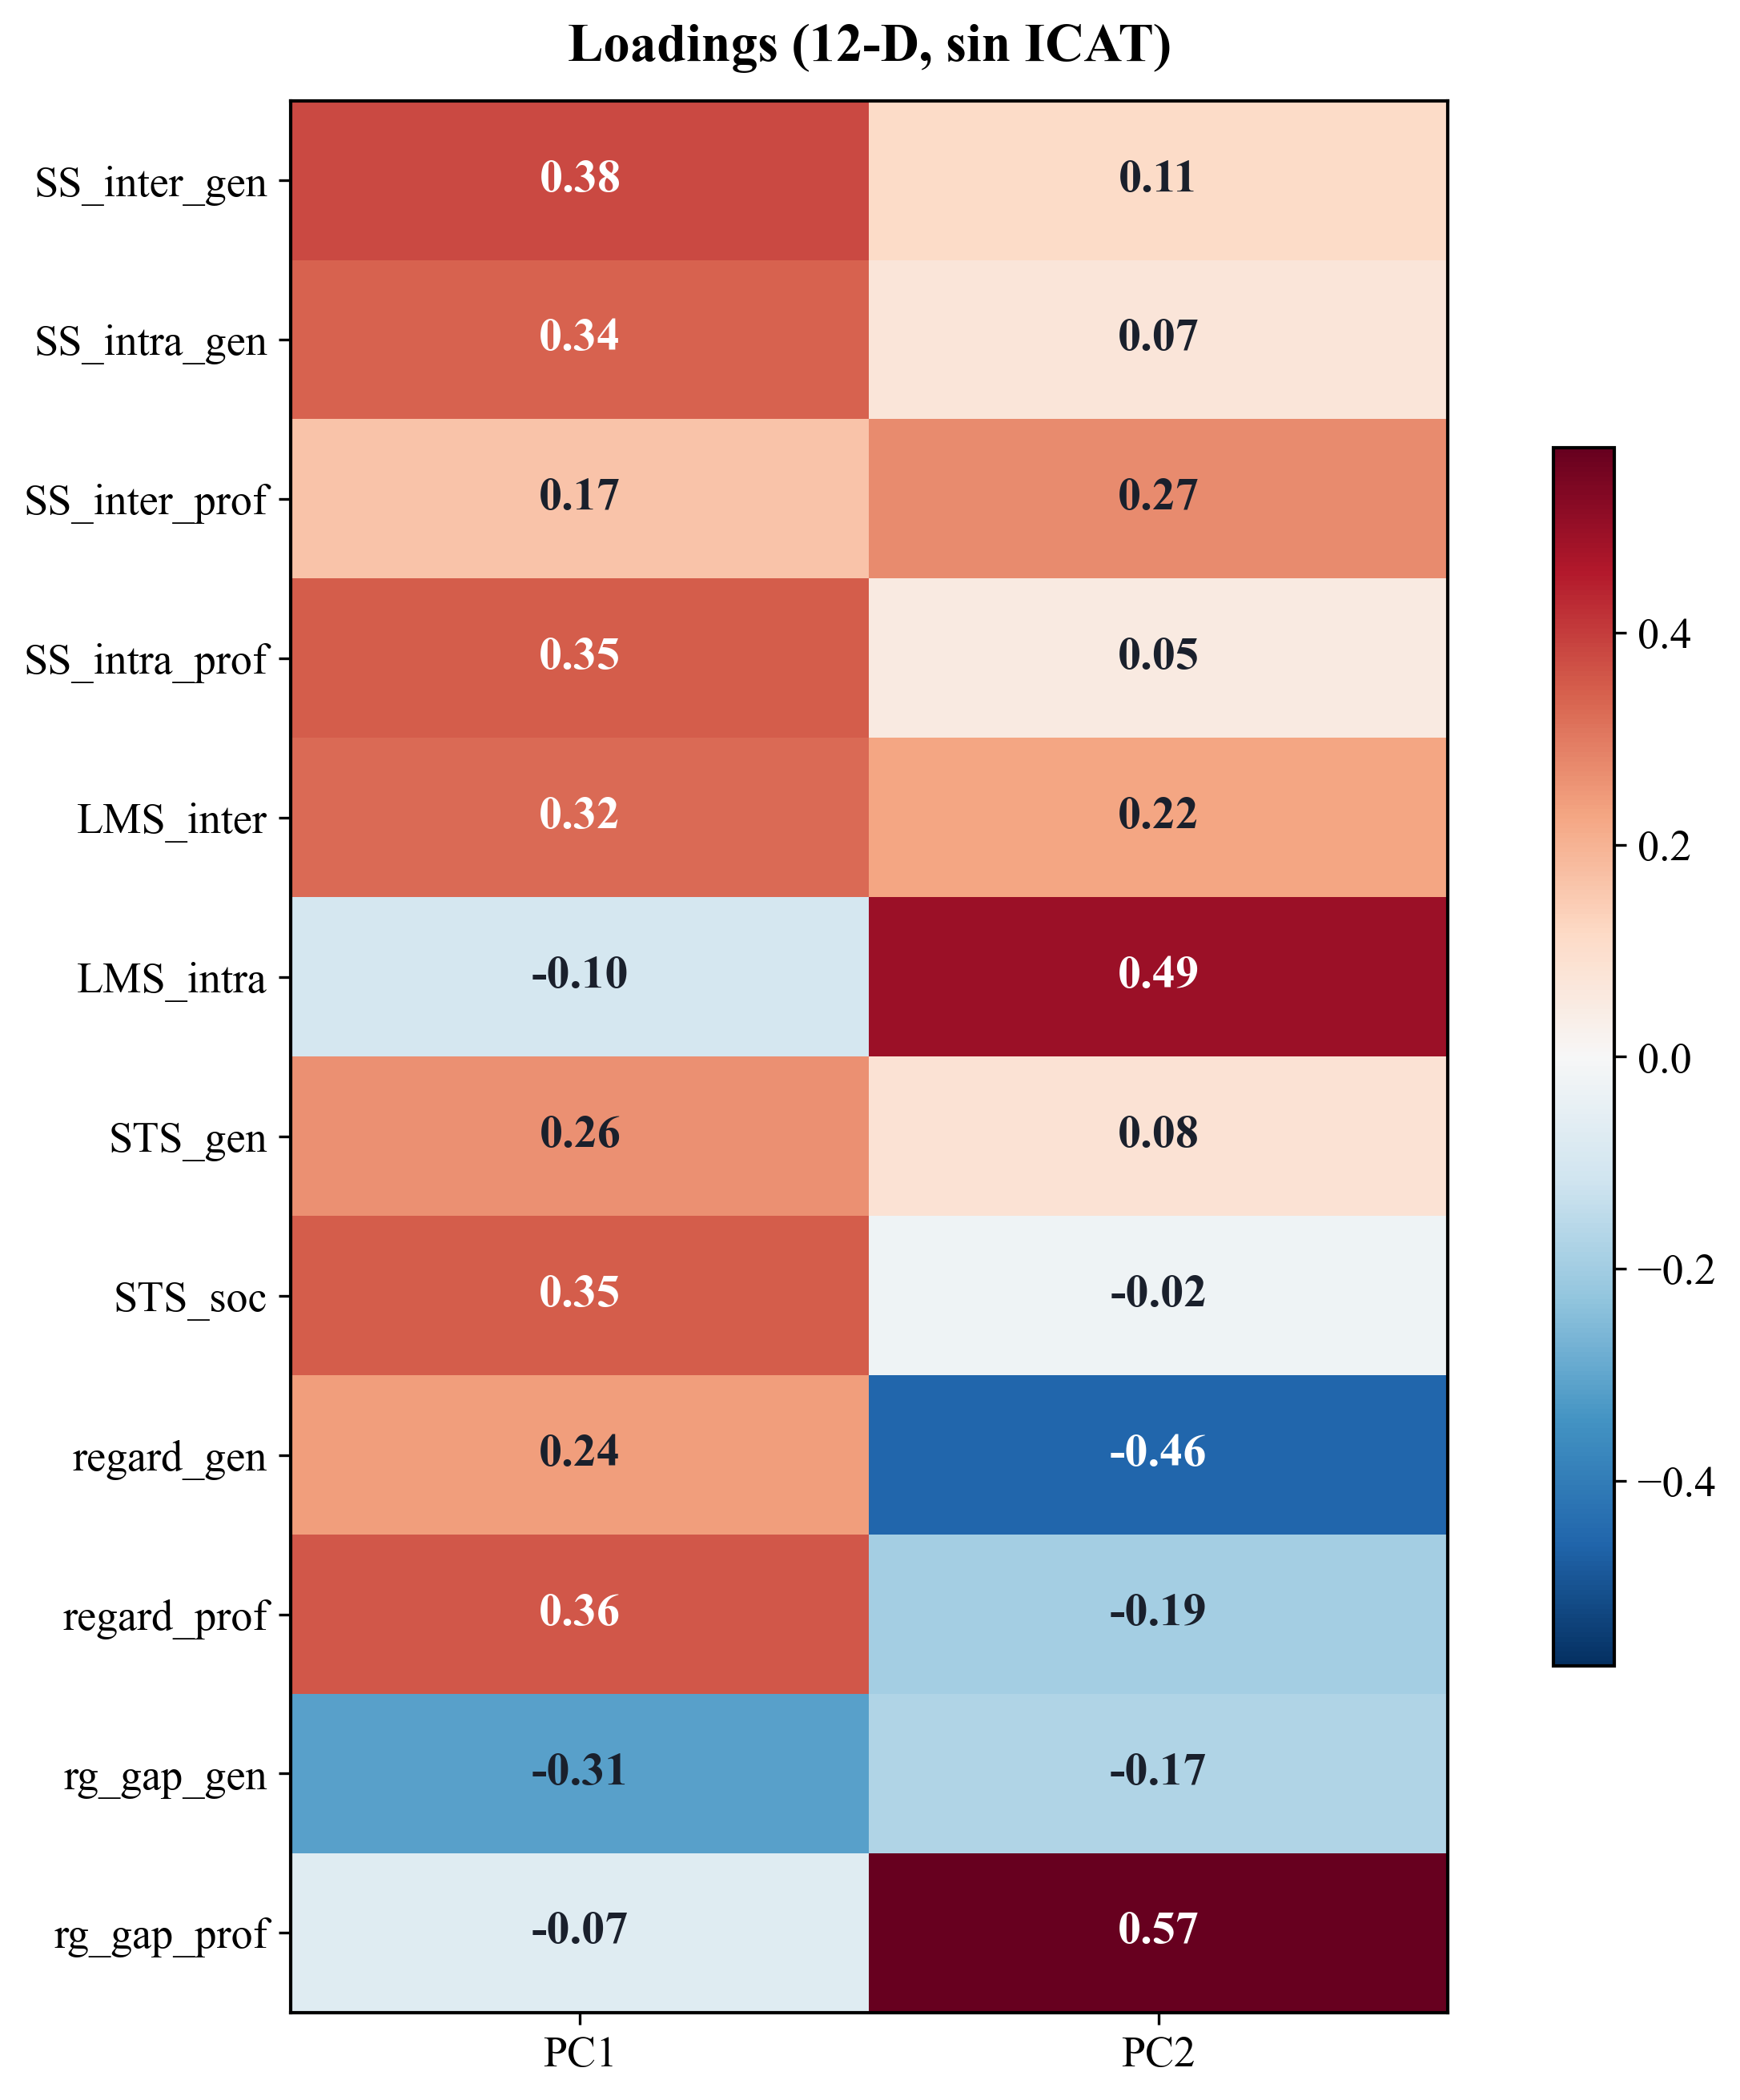 Loadings (12-D, sin ICAT)
SS_inter_gen 0.38 0.11
SS_intra_gen 0.34 0.07
SS_inter_prof 0.17 0.27
SS_intra_prof 0.35 0.05
LMS_inter 0.32 0.22
LMS_intra -0.10 0.49
STS_gen 0.26 0.08
STS_soc 0.35 -0.02
regard_gen 0.24 -0.46
regard_prof 0.36 -0.19
rg_gap_gen -0.31 -0.17
rg_gap_prof -0.07 0.57
PC1 PC2
0.4
0.2
0.0
−0.2
−0.4